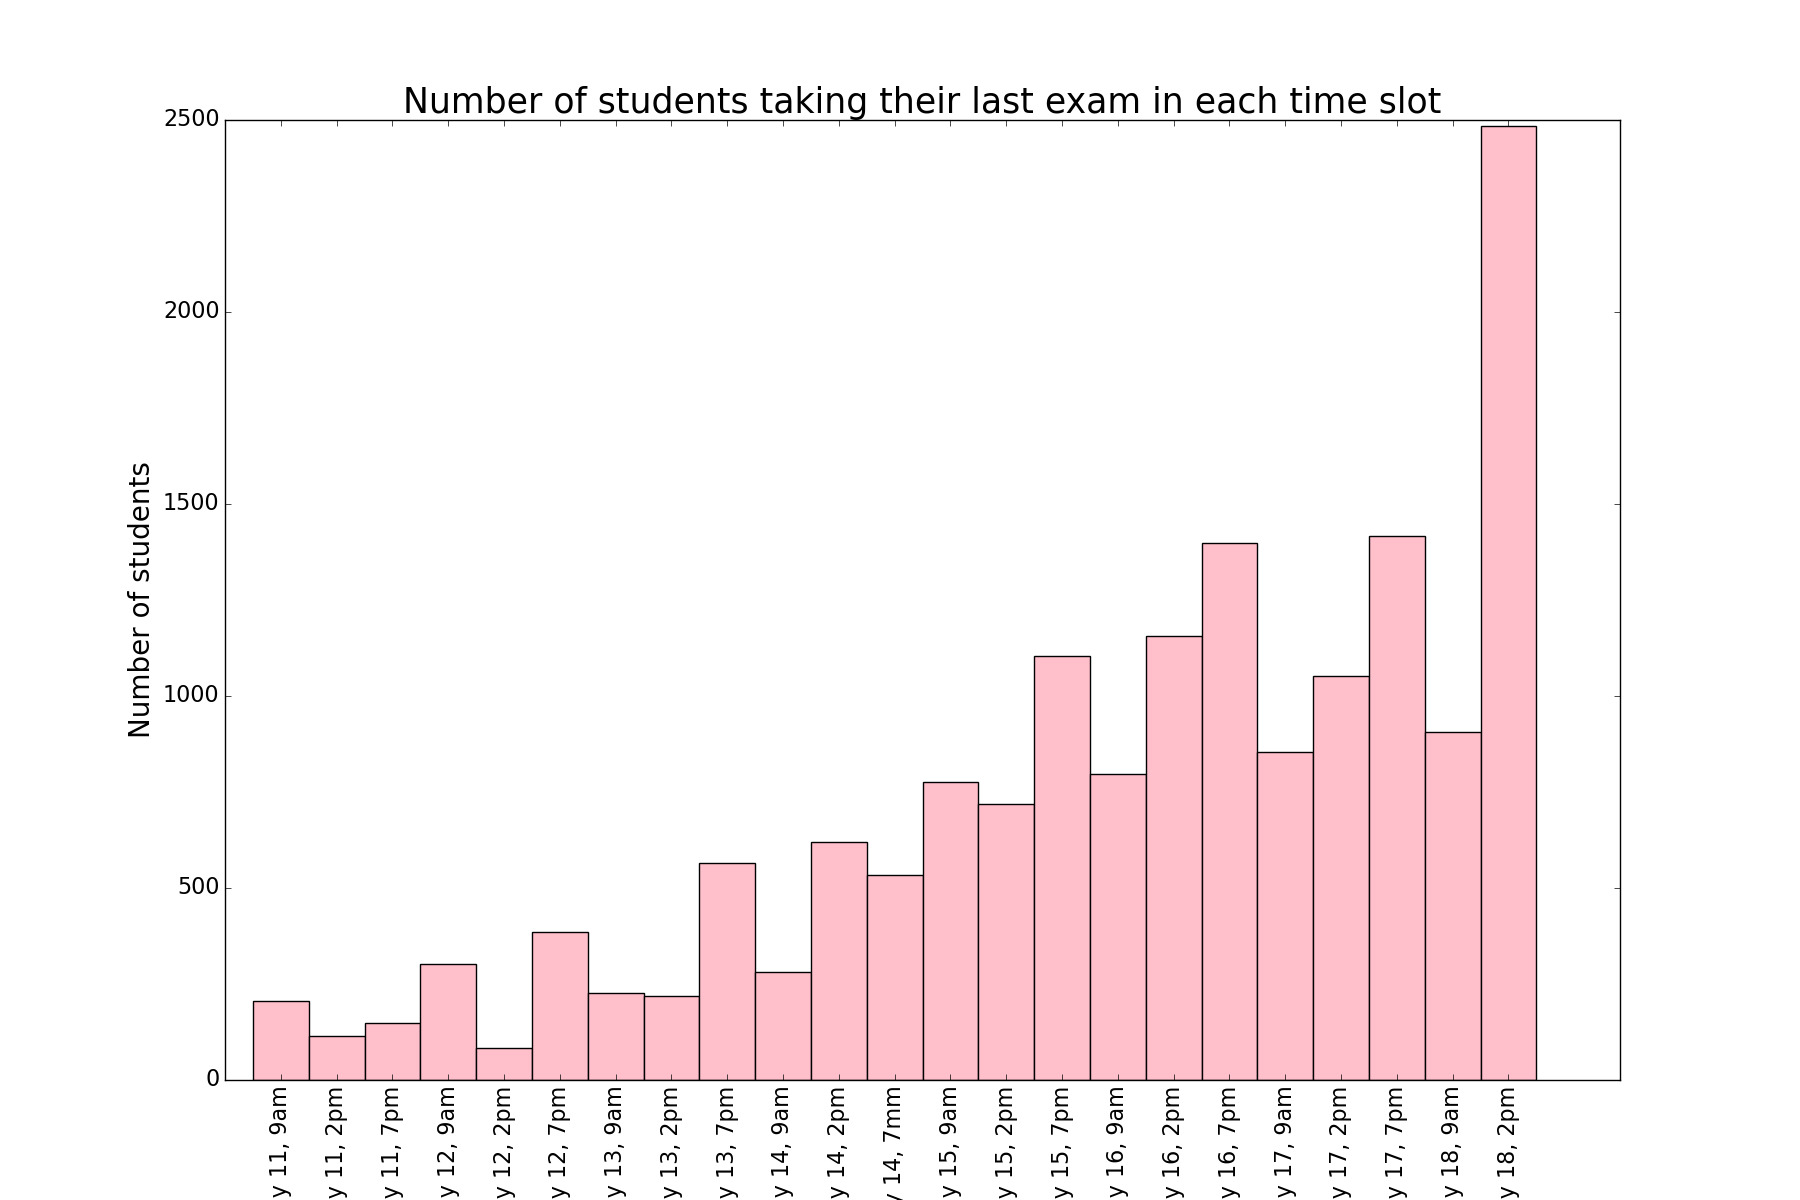 Number of students taking their last exam in each time slot
Number of students
2500
2000
1500
1000
500
0
y 11, 9am
y 11, 2pm
y 11, 7pm
y 12, 9am
y 12, 2pm
y 12, 7pm
y 13, 9am
y 13, 2pm
y 13, 7pm
y 14, 9am
y 14, 2pm
y 14, 7mm
y 15, 9am
y 15, 2pm
y 15, 7pm
y 16, 9am
y 16, 2pm
y 16, 7pm
y 17, 9am
y 17, 2pm
y 17, 7pm
y 18, 9am
y 18, 2pm